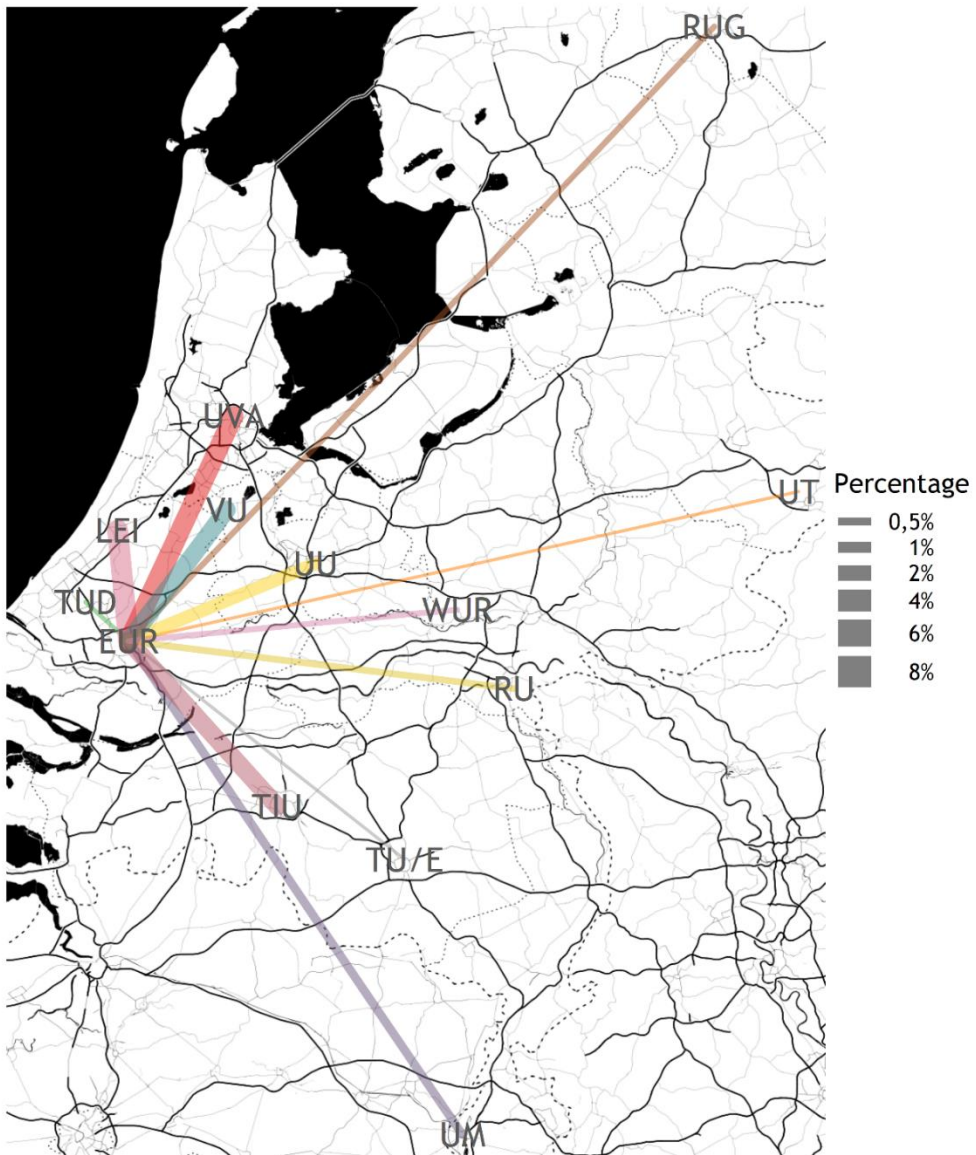 RUG
UVA
UT
Percentage
VU
0,5%
LEI
1%
UU
2%
TUD
WUR
4%
EUR
6%
8%
RU
TIU
TU/E
UM